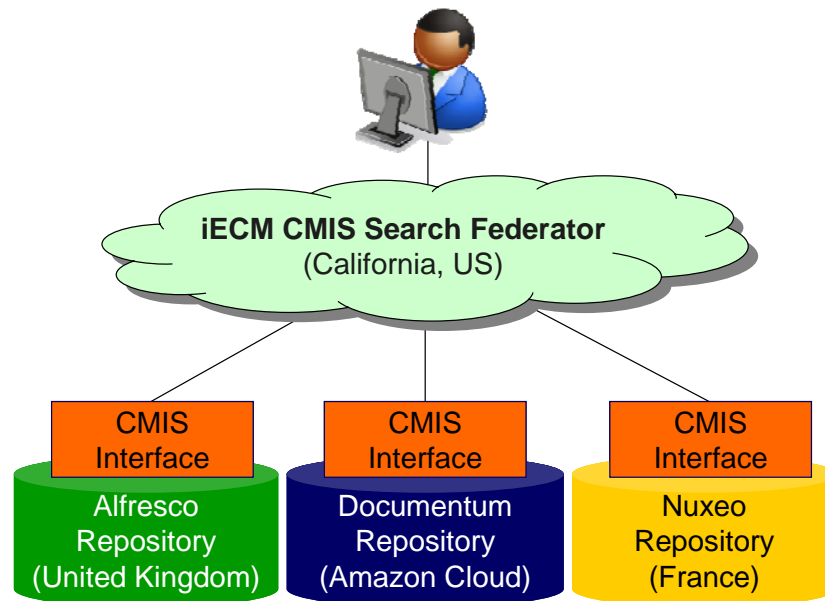 iECM CMIS Search Federator
(California, US)
CMIS
Interface
CMIS
Interface
CMIS
Interface
Alfresco
Repository
(United Kingdom)
Documentum
Repository
(Amazon Cloud)
Nuxeo
Repository
(France)